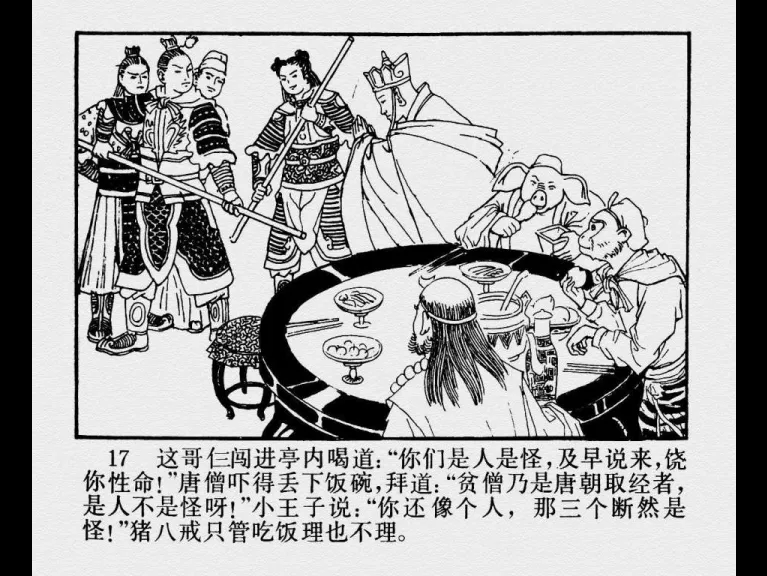 17 这哥仨闯进亭内喝道:“你们是人是怪,及早说来,饶
你性命!”唐僧吓得丢下饭碗,拜道:“贫僧乃是唐朝取经者,
是人不是怪呀!”小王子说:“你还像个人,那三个断然是
怪!”猪八戒只管吃饭理也不理。